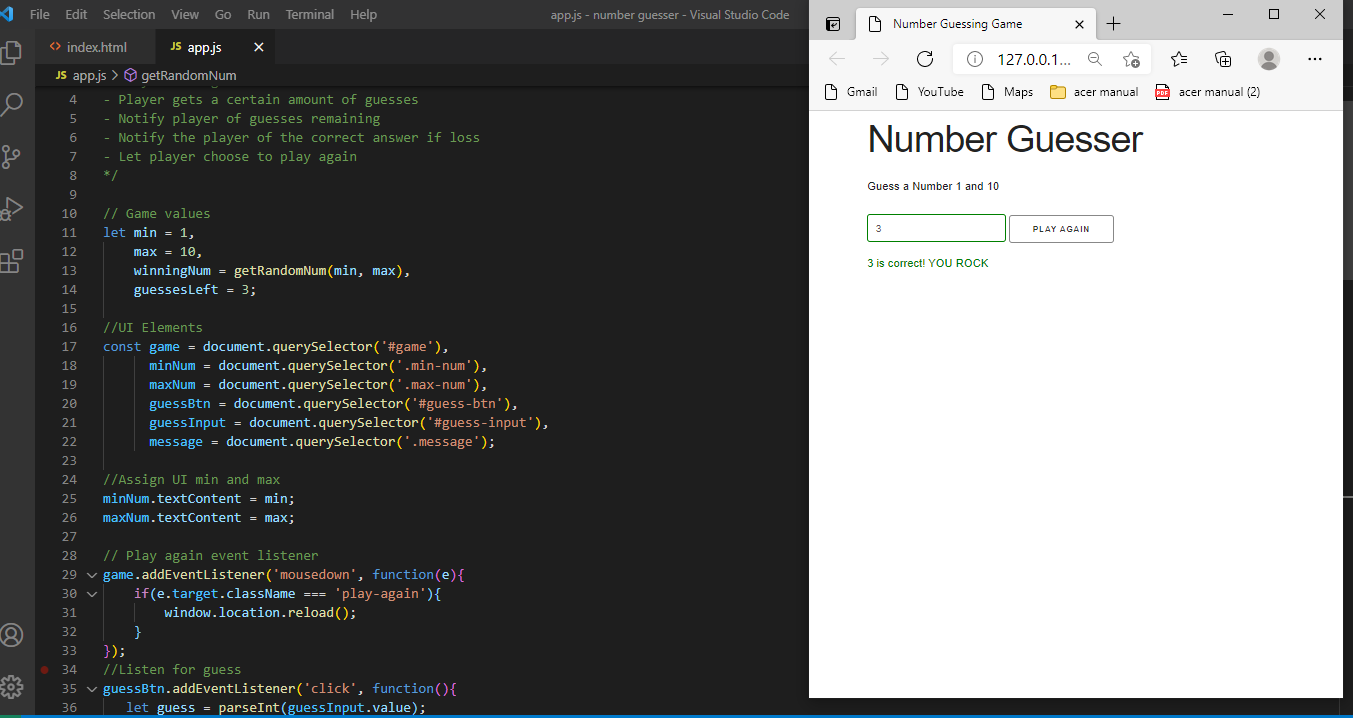 File Edit Selection View Go Run Terminal Help
app.js - number guesser - Visual Studio Code
index.html
JS app.js
JS app.js > getRandomNum
4 - Player gets a certain amount of guesses
5 - Notify player of guesses remaining
6 - Notify the player of the correct answer if loss
7 - Let player choose to play again
8 */
9
10 // Game values
11 let min = 1,
12 max = 10,
13 winningNum = getRandomNum(min, max),
14 guessesLeft = 3;
15
16 //UI Elements
17 const game = document.querySelector('#game'),
18 minNum = document.querySelector('.min-num'),
19 maxNum = document.querySelector('.max-num'),
20 guessBtn = document.querySelector('#guess-btn'),
21 guessInput = document.querySelector('#guess-input'),
22 message = document.querySelector('.message');
23
24 //Assign UI min and max
25 minNum.textContent = min;
26 maxNum.textContent = max;
27
28 // Play again event listener
29 game.addEventListener('mousedown', function(e){
30 if(e.target.className === 'play-again'){
31 window.location.reload();
32 }
33 });
34 //Listen for guess
35 guessBtn.addEventListener('click', function(){
36 let guess = parseInt(guessInput.value);
Number Guessing Game
127.0.0.1...
Gmail YouTube Maps acer manual PDF acer manual (2)
Number Guesser
Guess a Number 1 and 10
3 PLAY AGAIN
3 is correct! YOU ROCK